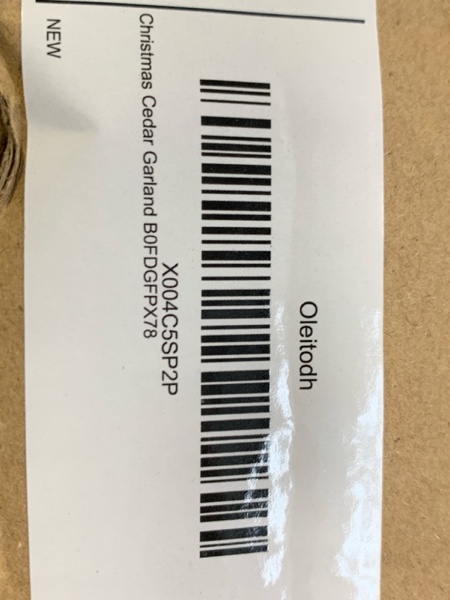 Oleitodh
X004C5SP2P
Christmas Cedar Garland B0FDGFPX78
NEW